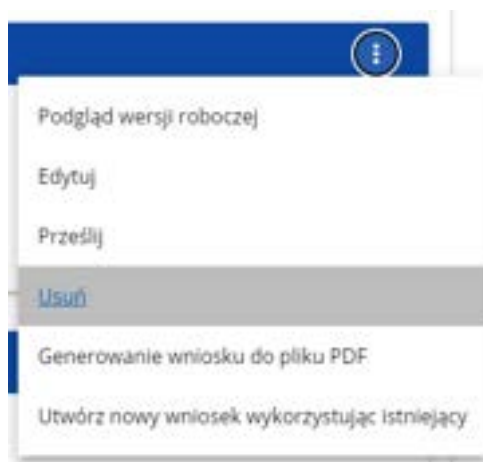 Podgląd wersji roboczej
Edytuj
Prześlij
Usuń
Generowanie wniosku do pliku PDF
Utwórz nowy wniosek wykorzystując istniejący